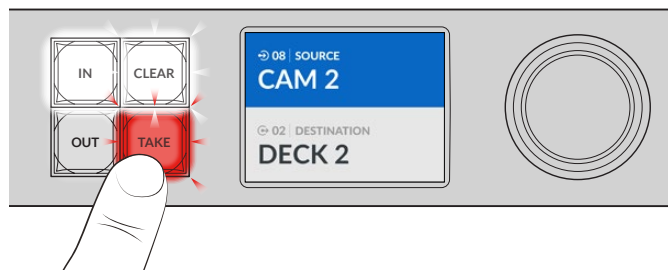 IN
CLEAR
OUT
TAKE
08 | SOURCE
CAM 2
02 | DESTINATION
DECK 2